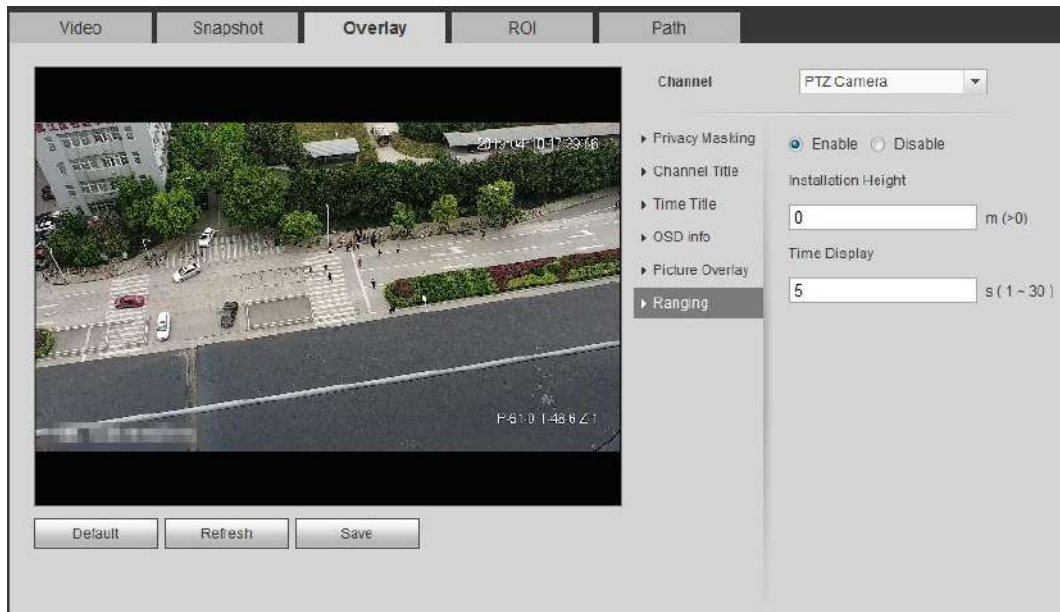 Video Snapshot Overlay ROI Path
Channel PTZ Camera
Privacy Masking
Channel Title
Time Title
OSD info
Picture Overlay
Ranging
Enable Disable
Installation Height
0 m (>0)
Time Display
5 s ( 1 ~ 30 )
Default Refresh Save